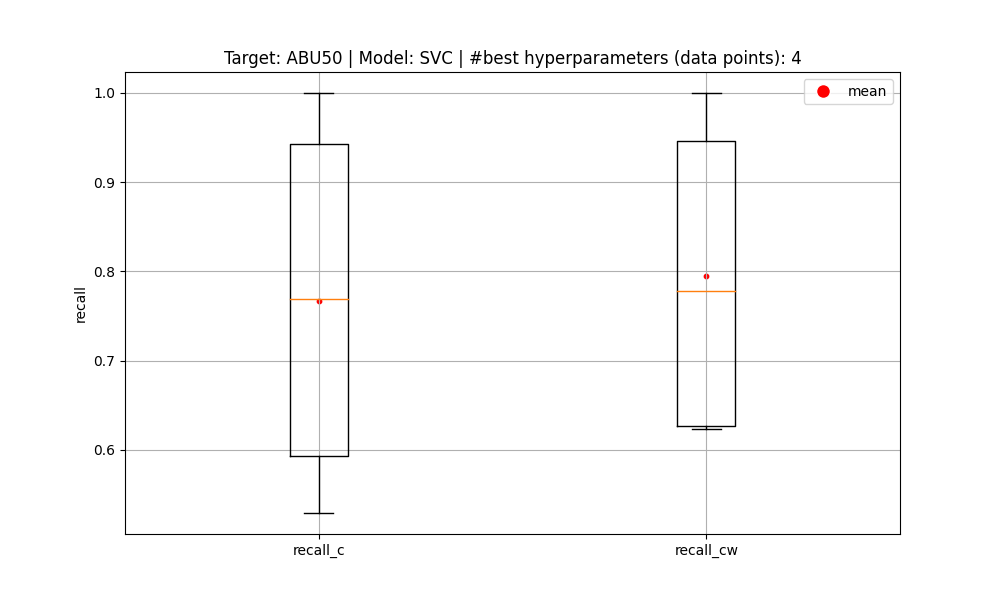 Target: ABU50 | Model: SVC | #best hyperparameters (data points): 4
mean
1.0
0.9
0.8
0.7
0.6
recall
recall_c
recall_cw